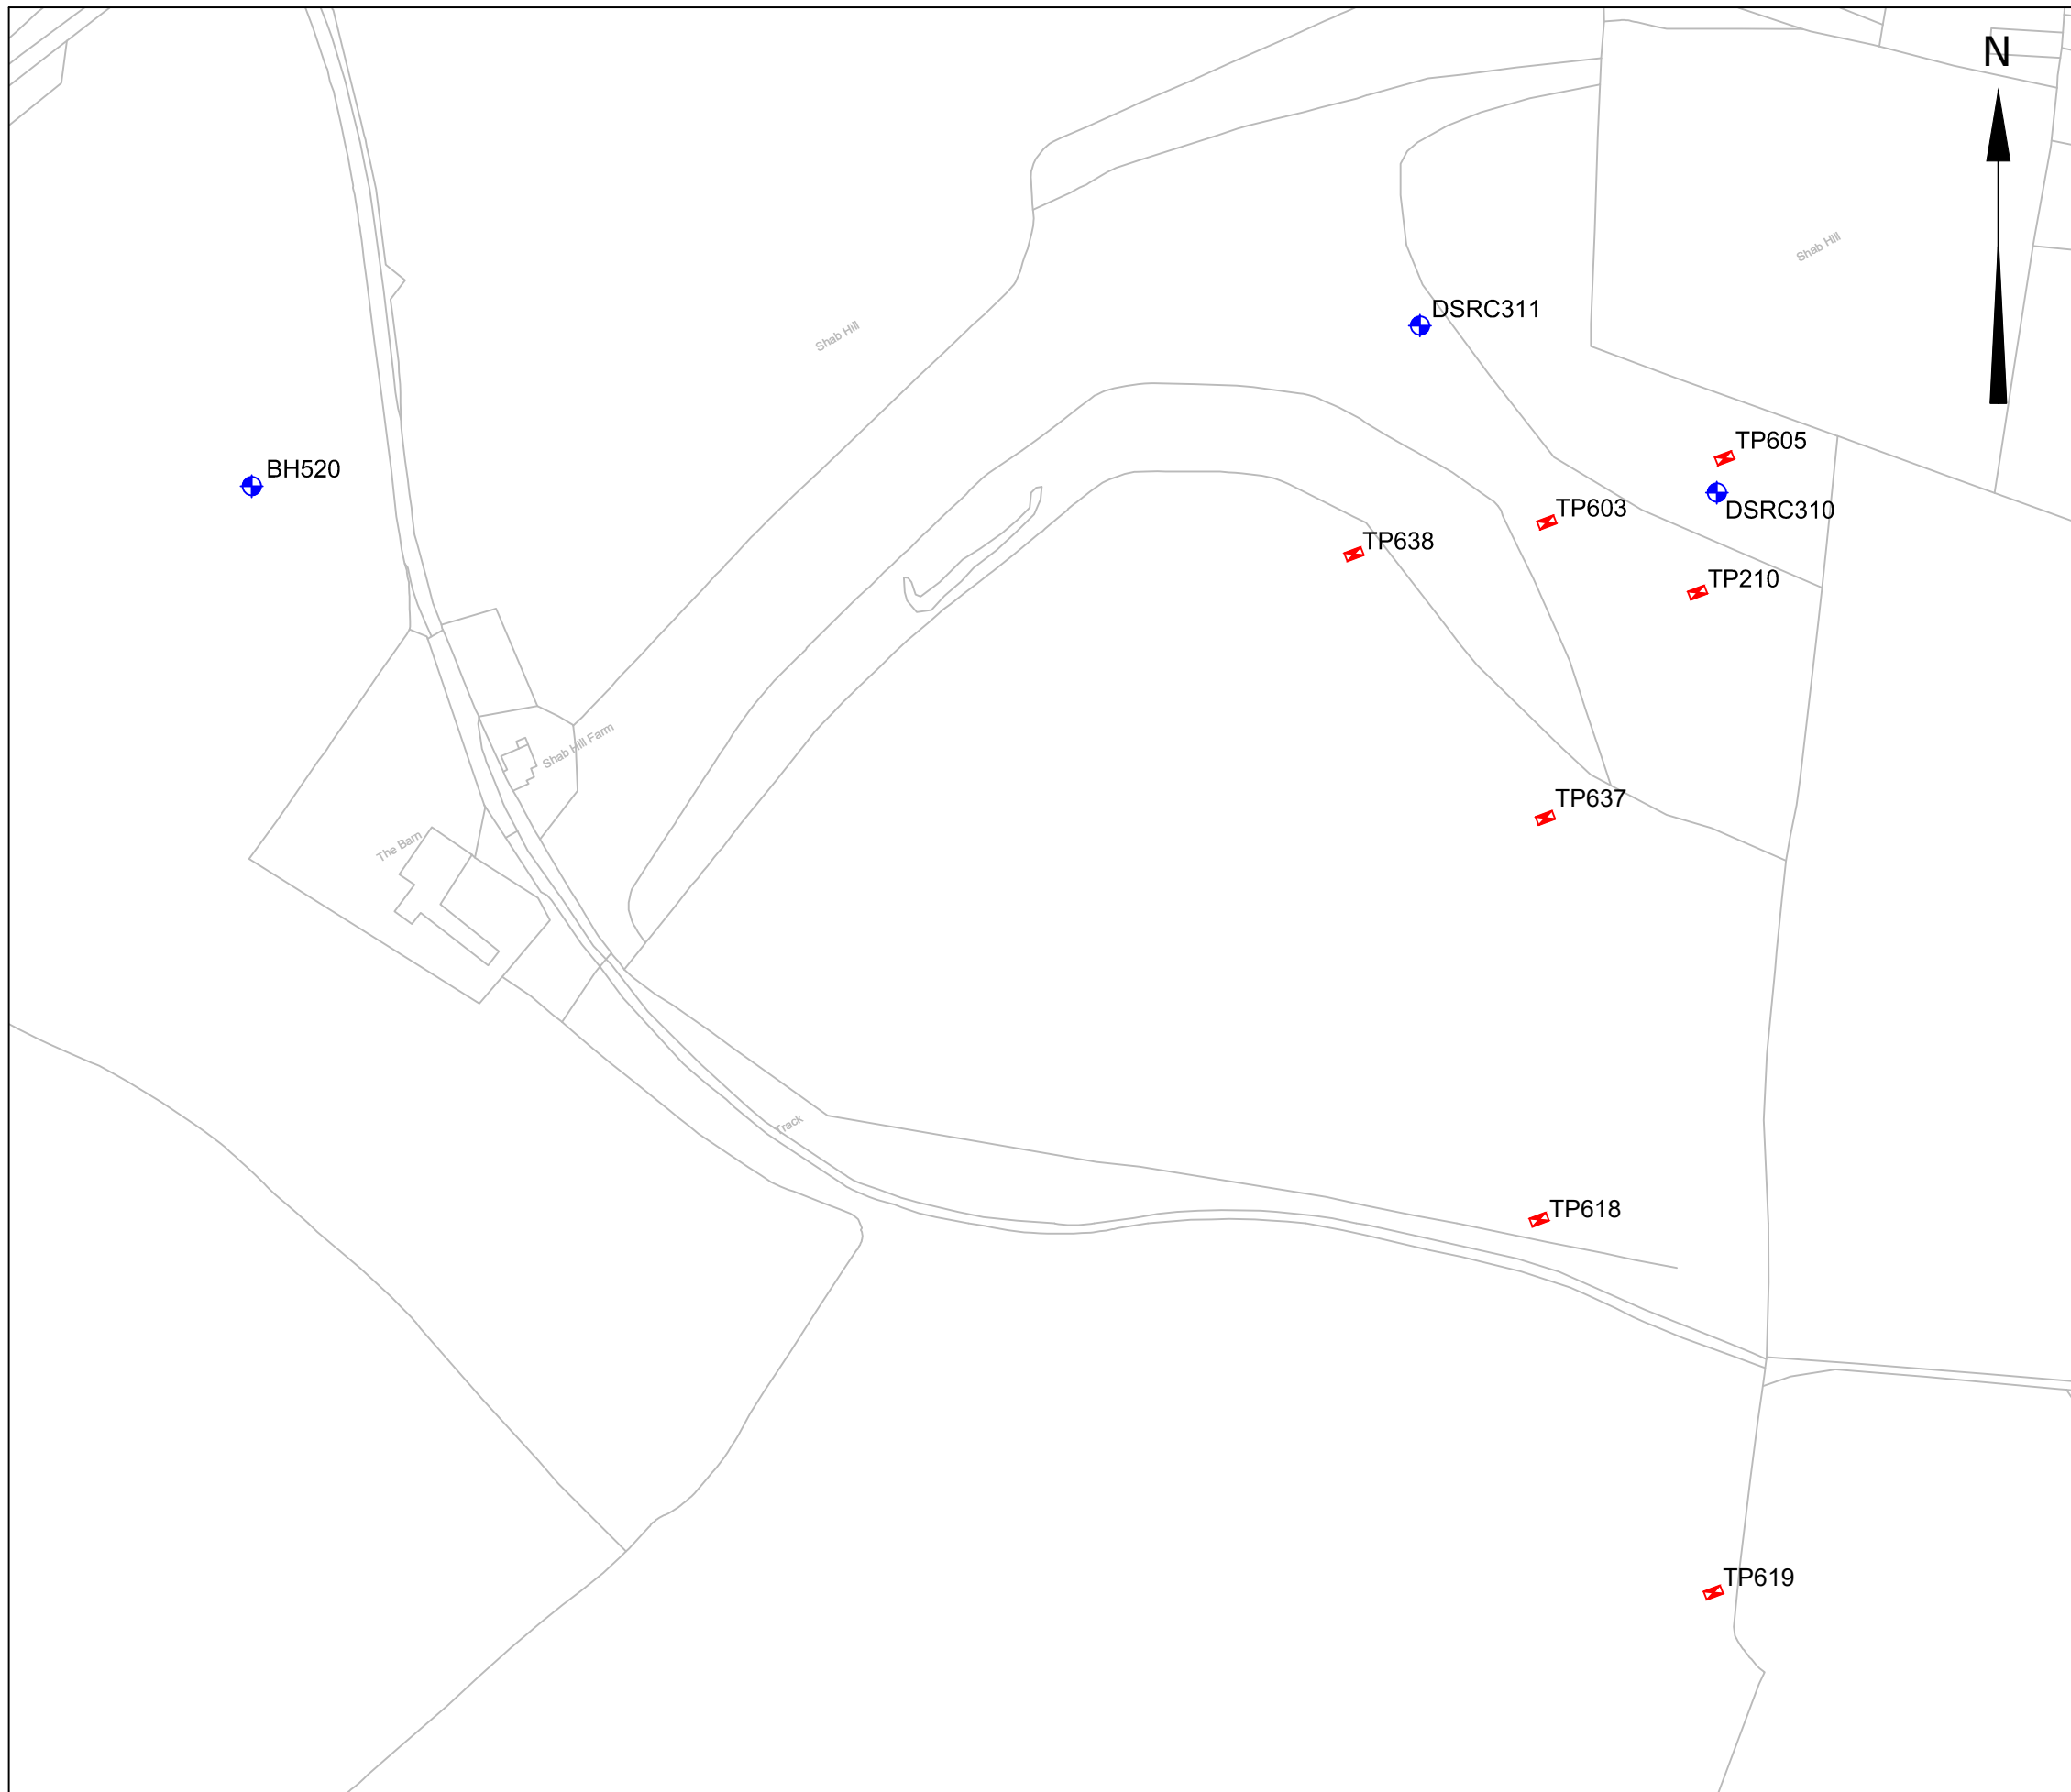 N
Shab Hill
DSRC311
Shab Hill
TP605
BH520
DSRC310
TP603
TP638
TP210
Shab Hill Farm
TP637
The Barn
Track
TP618
TP619